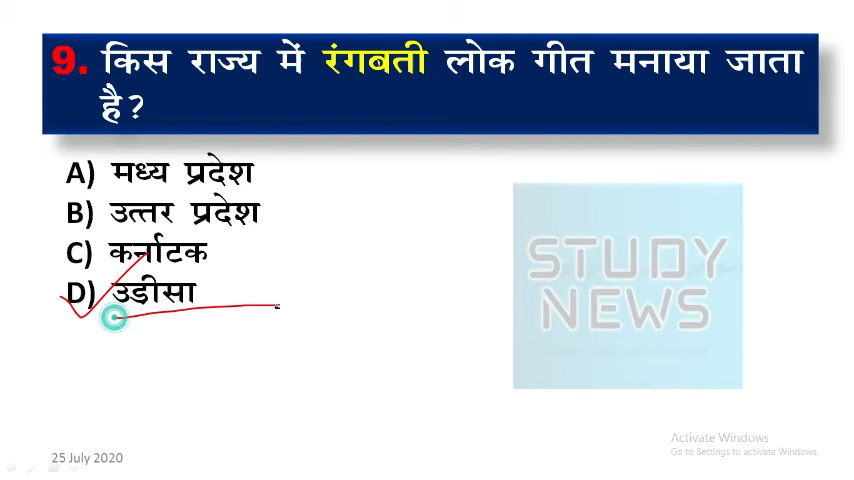 9. किस राज्य में रंगबती लोक गीत मनाया जाता
है?
A) मध्य प्रदेश
B) उत्तर प्रदेश
C) कर्नाटक
D) उड़ीसा
STUDY
NEWS
Activate Windows
Go to Settings to activate Windows.
25 July 2020